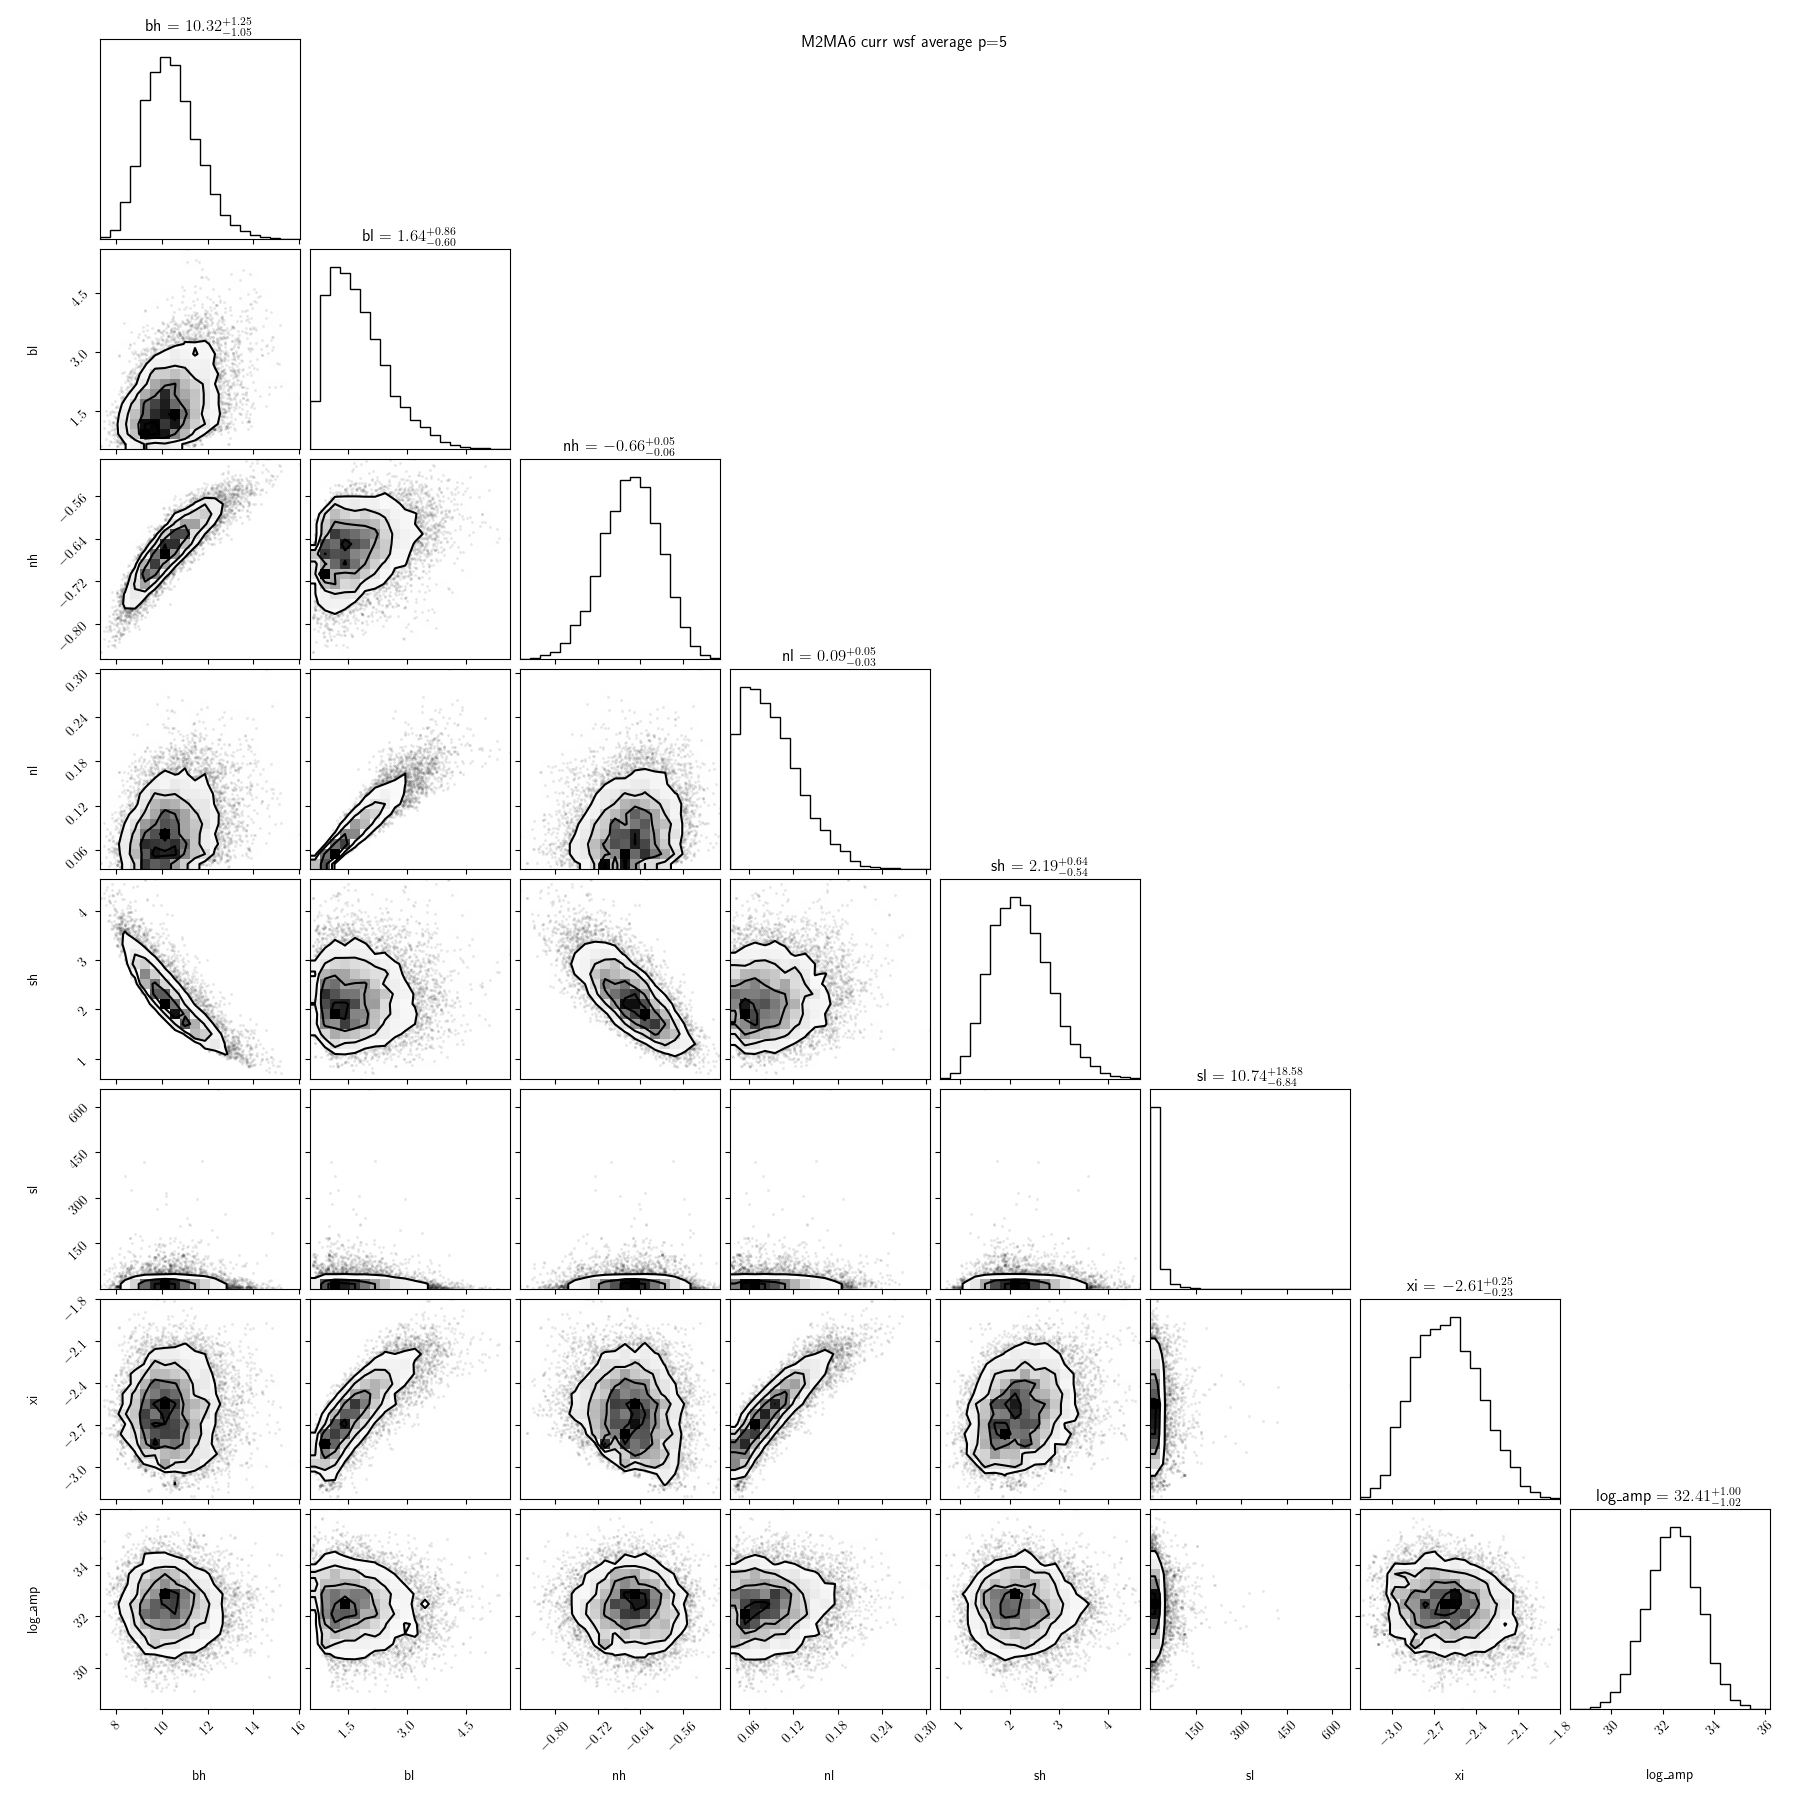 bh = 10.32 +1.25 −1.05
M2MA6 curr wsf average p=5
bl = 1.64 +0.86 −0.60
bl
4.5
3.0
1.5
nh = −0.66 +0.05 −0.06
nh
−0.56
−0.64
−0.72
−0.80
nl = 0.09 +0.05 −0.03
nl
0.30
0.24
0.18
0.12
0.06
sh = 2.19 +0.64 −0.54
sh
4
3
2
1
sl = 10.74 +18.58 −6.84
sl
600
450
300
150
xi = −2.61 +0.25 −0.23
xi
−1.8
−2.1
−2.4
−2.7
−3.0
log_amp = 32.41 +1.00 −1.02
log_amp
36
34
32
30
8 10 12 14 16 1.5 3.0 4.5 −0.80 −0.72 −0.64 −0.56 0.06 0.12 0.18 0.24 0.30 1 2 3 4 150 300 450 600 −3.0 −2.7 −2.4 −2.1 −1.8 30 32 34 36
bh bl nh nl sh sl xi log_amp